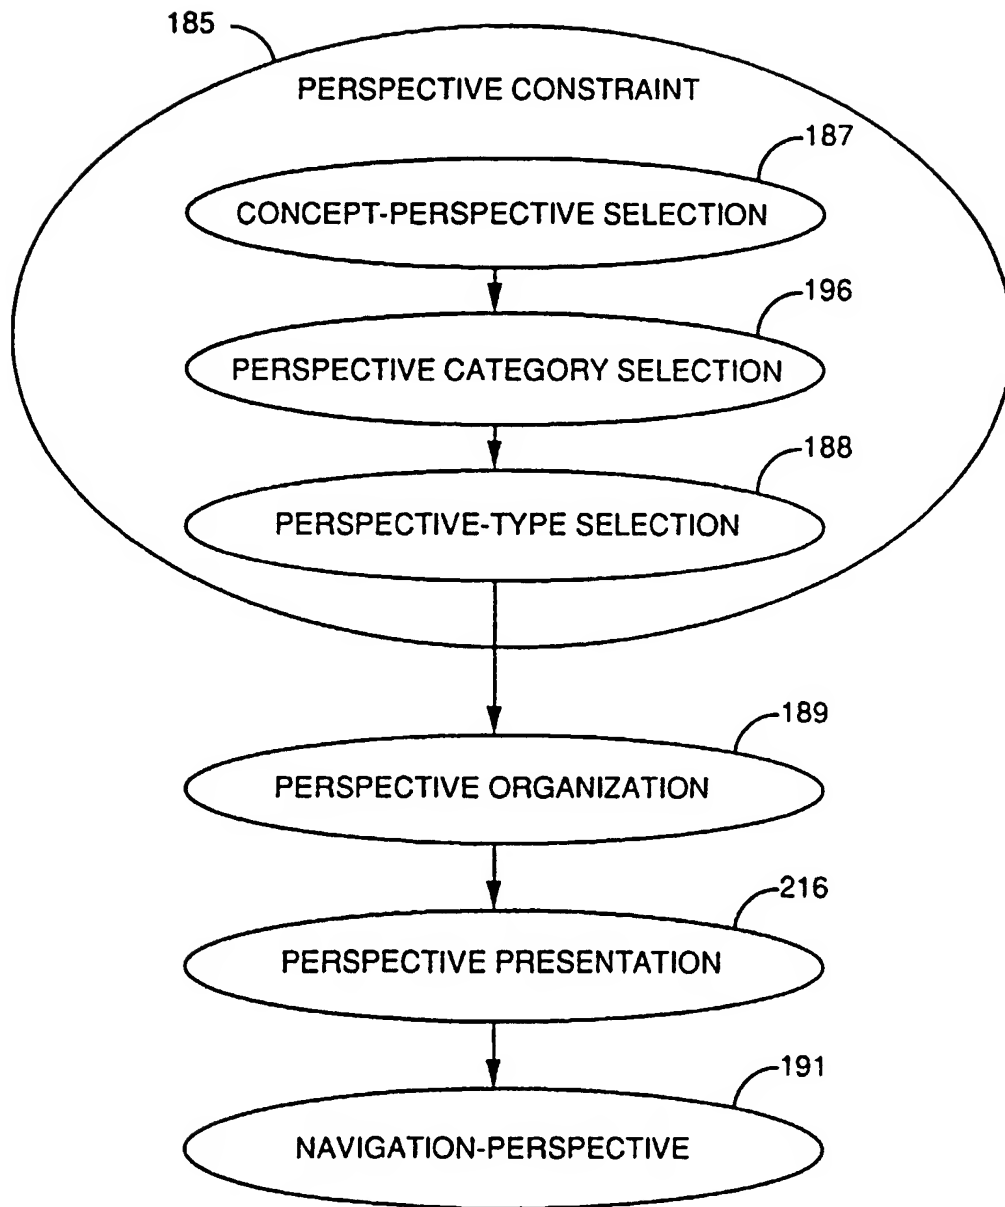 185
PERSPECTIVE CONSTRAINT
187
CONCEPT-PERSPECTIVE SELECTION
196
PERSPECTIVE CATEGORY SELECTION
188
PERSPECTIVE-TYPE SELECTION
189
PERSPECTIVE ORGANIZATION
216
PERSPECTIVE PRESENTATION
191
NAVIGATION-PERSPECTIVE